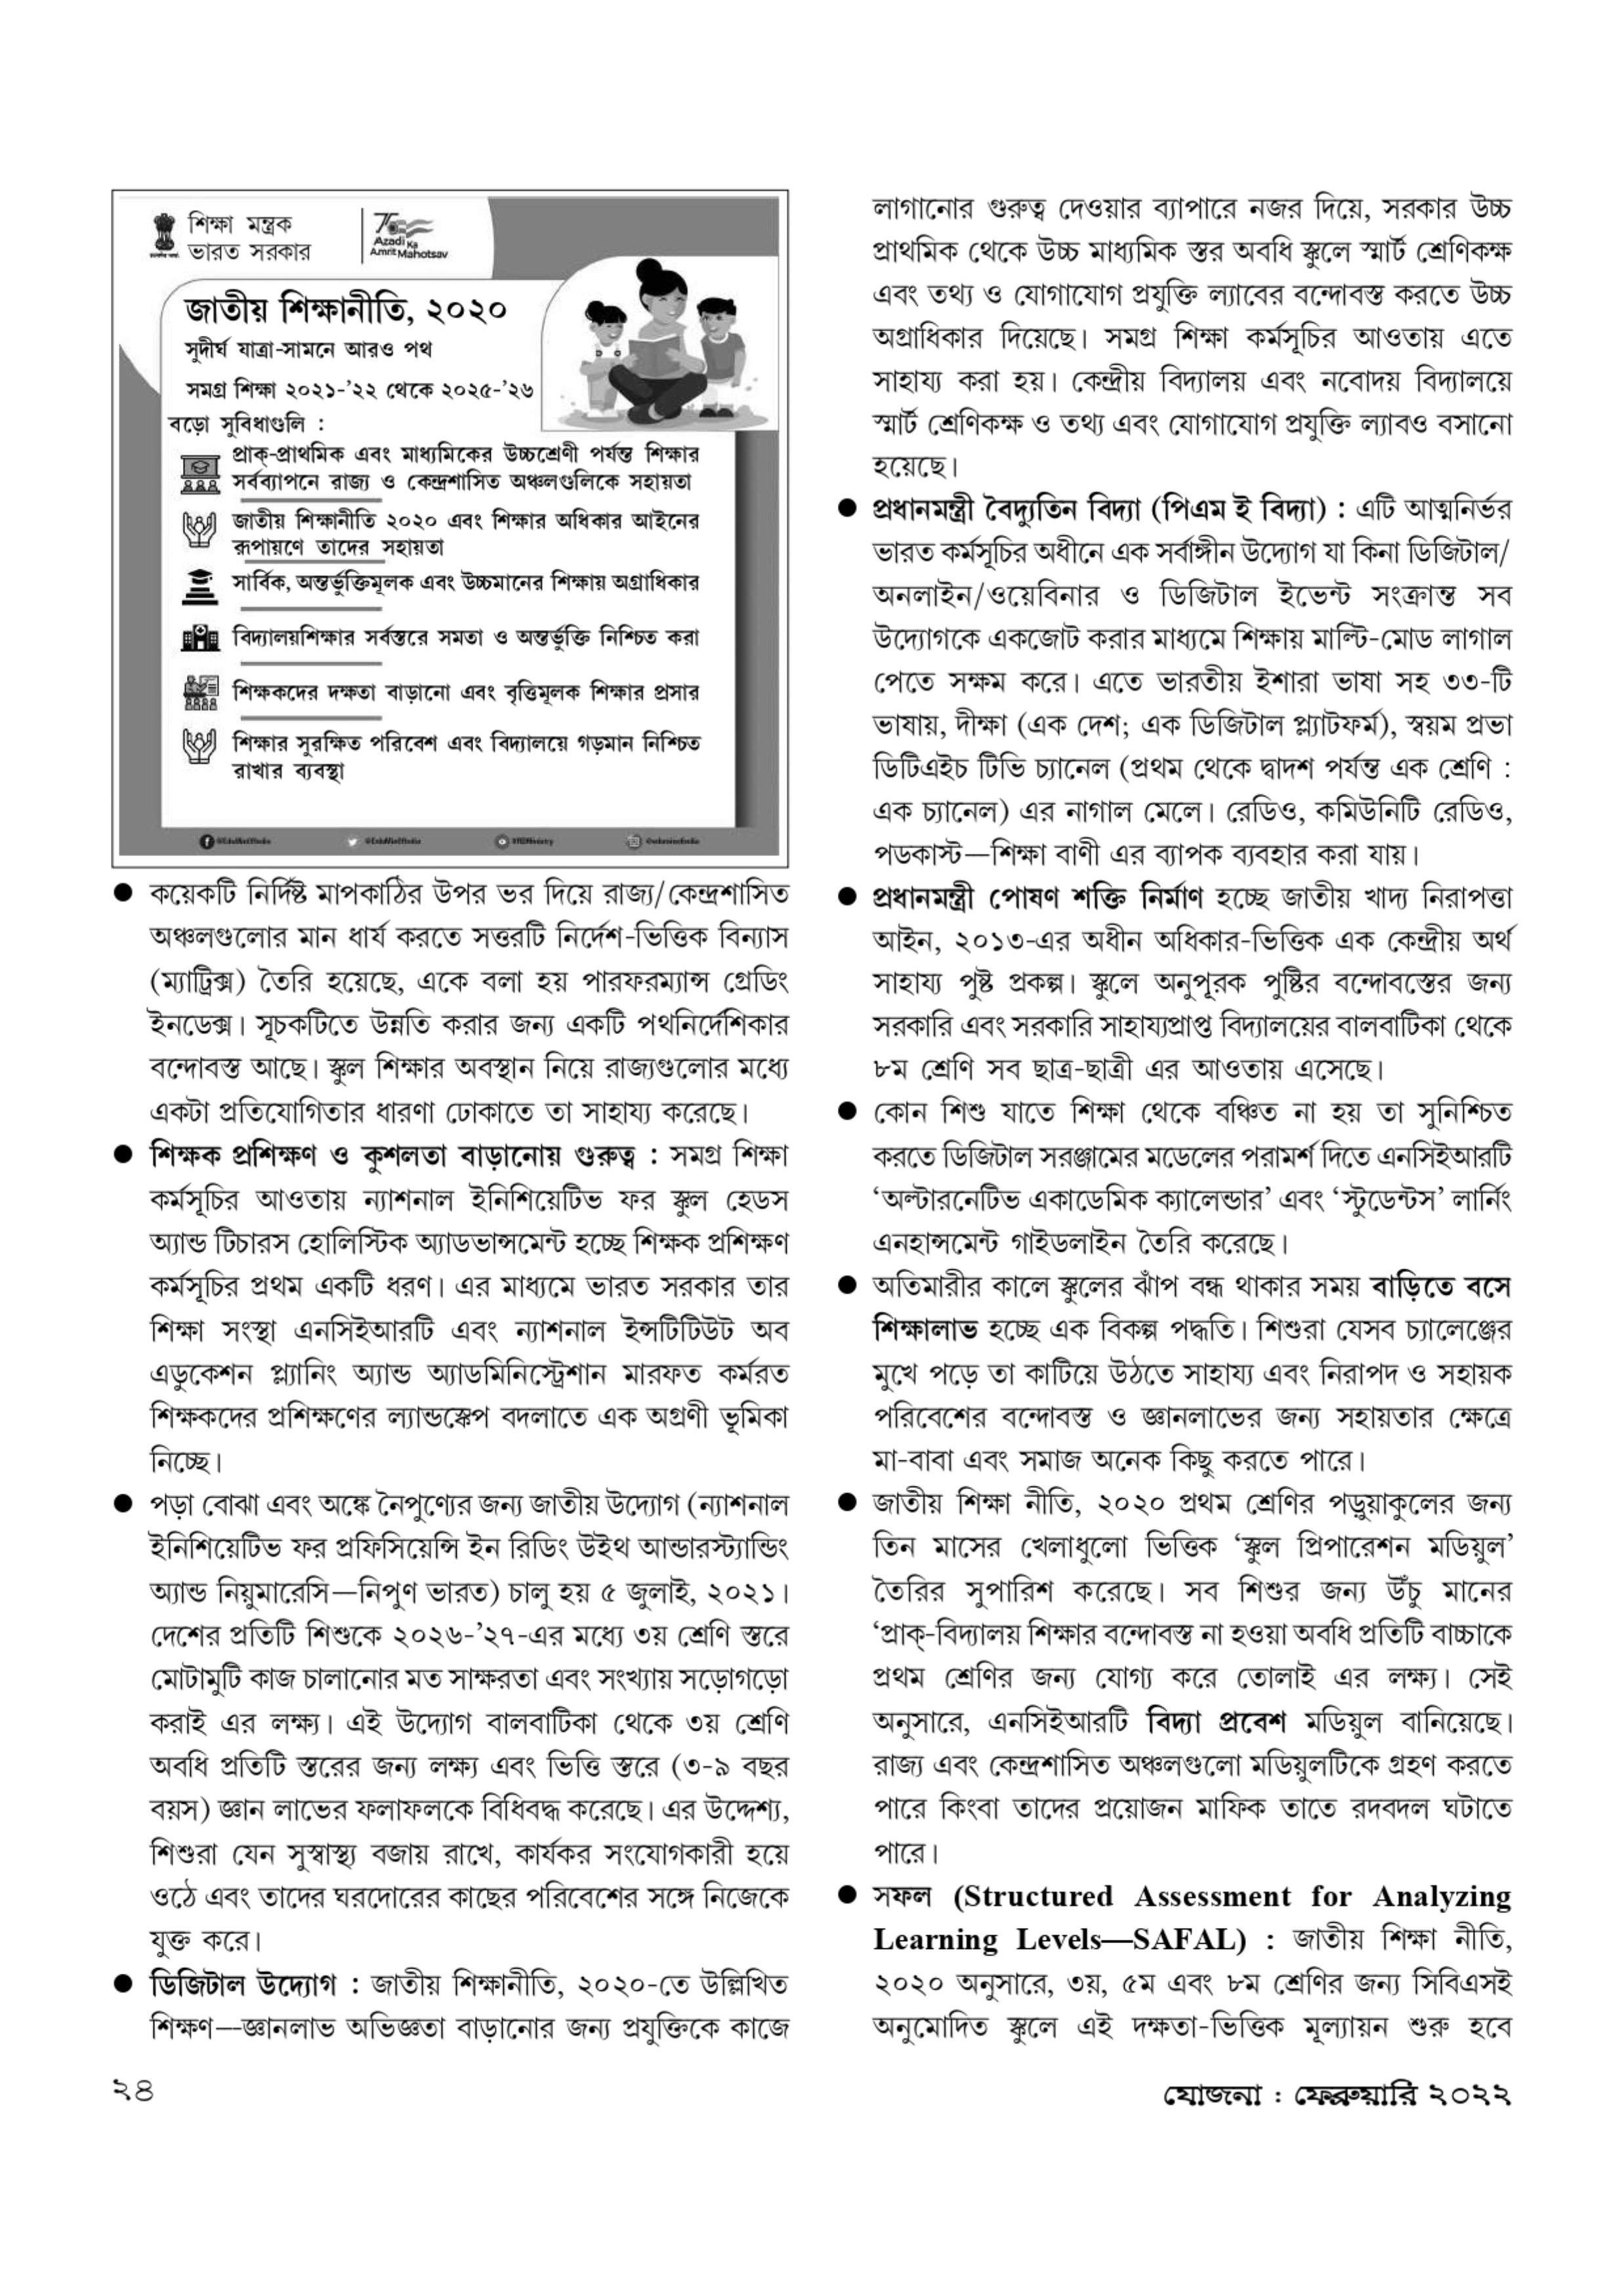 শিক্ষা মন্ত্রক
ভারত সরকার
Azadi Ka
Amrit Mahotsav
জাতীয় শিক্ষানীতি, ২০২০
সুদীর্ঘ যাত্রা-সামনে আরও পথ
সমগ্র শিক্ষা ২০২১-’২২ থেকে ২০২৫-’২৬
বড়ো সুবিধাগুলি :
প্রাক্-প্রাথমিক এবং মাধ্যমিকের উচ্চশ্রেণী পর্যন্ত শিক্ষার
সর্বব্যাপনে রাজ্য ও কেন্দ্রশাসিত অঞ্চলগুলিকে সহায়তা
জাতীয় শিক্ষানীতি ২০২০ এবং শিক্ষার অধিকার আইনের
রূপায়ণে তাদের সহায়তা
সার্বিক, অন্তর্ভুক্তিমূলক এবং উচ্চমানের শিক্ষায় অগ্রাধিকার
বিদ্যালয়শিক্ষার সর্বস্তরে সমতা ও অন্তর্ভুক্তি নিশ্চিত করা
শিক্ষকদের দক্ষতা বাড়ানো এবং বৃত্তিমূলক শিক্ষার প্রসার
শিক্ষার সুরক্ষিত পরিবেশ এবং বিদ্যালয়ে গড়মান নিশ্চিত
রাখার ব্যবস্থা
● কয়েকটি নির্দিষ্ট মাপকাঠির উপর ভর দিয়ে রাজ্য/কেন্দ্রশাসিত
অঞ্চলগুলোর মান ধার্য করতে সত্তরটি নির্দেশ-ভিত্তিক বিন্যাস
(ম্যাট্রিক্স) তৈরি হয়েছে, একে বলা হয় পারফরম্যান্স গ্রেডিং
ইনডেক্স। সূচকটিতে উন্নতি করার জন্য একটি পথনির্দেশিকার
বন্দোবস্ত আছে। স্কুল শিক্ষার অবস্থান নিয়ে রাজ্যগুলোর মধ্যে
একটা প্রতিযোগিতার ধারণা ঢোকাতে তা সাহায্য করেছে।
● শিক্ষক প্রশিক্ষণ ও কুশলতা বাড়ানোয় গুরুত্ব : সমগ্র শিক্ষা
কর্মসূচির আওতায় ন্যাশনাল ইনিশিয়েটিভ ফর স্কুল হেডস
অ্যান্ড টিচারস হোলিস্টিক অ্যাডভান্সমেন্ট হচ্ছে শিক্ষক প্রশিক্ষণ
কর্মসূচির প্রথম একটি ধরণ। এর মাধ্যমে ভারত সরকার তার
শিক্ষা সংস্থা এনসিইআরটি এবং ন্যাশনাল ইন্সটিটিউট অব
এডুকেশন প্ল্যানিং অ্যান্ড অ্যাডমিনিস্ট্রেশান মারফত কর্মরত
শিক্ষকদের প্রশিক্ষণের ল্যান্ডস্কেপ বদলাতে এক অগ্রণী ভূমিকা
নিচ্ছে।
● পড়া বোঝা এবং অঙ্কে নৈপুণ্যের জন্য জাতীয় উদ্যোগ (ন্যাশনাল
ইনিশিয়েটিভ ফর প্রফিসিয়েন্সি ইন রিডিং উইথ আন্ডারস্ট্যান্ডিং
অ্যান্ড নিয়ুমারেসি—নিপুণ ভারত) চালু হয় ৫ জুলাই, ২০২১।
দেশের প্রতিটি শিশুকে ২০২৬-’২৭-এর মধ্যে ৩য় শ্রেণি স্তরে
মোটামুটি কাজ চালানোর মত সাক্ষরতা এবং সংখ্যায় সড়োগড়ো
করাই এর লক্ষ্য। এই উদ্যোগ বালবাটিকা থেকে ৩য় শ্রেণি
অবধি প্রতিটি স্তরের জন্য লক্ষ্য এবং ভিত্তি স্তরে (৩-৯ বছর
বয়স) জ্ঞান লাভের ফলাফলকে বিধিবদ্ধ করেছে। এর উদ্দেশ্য,
শিশুরা যেন সুস্বাস্থ্য বজায় রাখে, কার্যকর সংযোগকারী হয়ে
ওঠে এবং তাদের ঘরদোরের কাছের পরিবেশের সঙ্গে নিজেকে
যুক্ত করে।
● ডিজিটাল উদ্যোগ : জাতীয় শিক্ষানীতি, ২০২০-তে উল্লিখিত
শিক্ষণ—জ্ঞানলাভ অভিজ্ঞতা বাড়ানোর জন্য প্রযুক্তিকে কাজে
লাগানোর গুরুত্ব দেওয়ার ব্যাপারে নজর দিয়ে, সরকার উচ্চ
প্রাথমিক থেকে উচ্চ মাধ্যমিক স্তর অবধি স্কুলে স্মার্ট শ্রেণিকক্ষ
এবং তথ্য ও যোগাযোগ প্রযুক্তি ল্যাবের বন্দোবস্ত করতে উচ্চ
অগ্রাধিকার দিয়েছে। সমগ্র শিক্ষা কর্মসূচির আওতায় এতে
সাহায্য করা হয়। কেন্দ্রীয় বিদ্যালয় এবং নবোদয় বিদ্যালয়ে
স্মার্ট শ্রেণিকক্ষ ও তথ্য এবং যোগাযোগ প্রযুক্তি ল্যাবও বসানো
হয়েছে।
● প্রধানমন্ত্রী বৈদ্যুতিন বিদ্যা (পিএম ই বিদ্যা) : এটি আত্মনির্ভর
ভারত কর্মসূচির অধীনে এক সর্বাঙ্গীন উদ্যোগ যা কিনা ডিজিটাল/
অনলাইন/ওয়েবিনার ও ডিজিটাল ইভেন্ট সংক্রান্ত সব
উদ্যোগকে একজোট করার মাধ্যমে শিক্ষায় মাল্টি-মোড লাগাল
পেতে সক্ষম করে। এতে ভারতীয় ইশারা ভাষা সহ ৩৩-টি
ভাষায়, দীক্ষা (এক দেশ; এক ডিজিটাল প্ল্যাটফর্ম), স্বয়ম প্রভা
ডিটিএইচ টিভি চ্যানেল (প্রথম থেকে দ্বাদশ পর্যন্ত এক শ্রেণি :
এক চ্যানেল) এর নাগাল মেলে। রেডিও, কমিউনিটি রেডিও,
পডকাস্ট—শিক্ষা বাণী এর ব্যাপক ব্যবহার করা যায়।
● প্রধানমন্ত্রী পোষণ শক্তি নির্মাণ হচ্ছে জাতীয় খাদ্য নিরাপত্তা
আইন, ২০১৩-এর অধীন অধিকার-ভিত্তিক এক কেন্দ্রীয় অর্থ
সাহায্য পুষ্ট প্রকল্প। স্কুলে অনুপূরক পুষ্টির বন্দোবস্তের জন্য
সরকারি এবং সরকারি সাহায্যপ্রাপ্ত বিদ্যালয়ের বালবাটিকা থেকে
৮ম শ্রেণি সব ছাত্র-ছাত্রী এর আওতায় এসেছে।
● কোন শিশু যাতে শিক্ষা থেকে বঞ্চিত না হয় তা সুনিশ্চিত
করতে ডিজিটাল সরঞ্জামের মডেলের পরামর্শ দিতে এনসিইআরটি
‘অল্টারনেটিভ একাডেমিক ক্যালেন্ডার’ এবং ‘স্টুডেন্টস’ লার্নিং
এনহান্সমেন্ট গাইডলাইন তৈরি করেছে।
● অতিমারীর কালে স্কুলের ঝাঁপ বন্ধ থাকার সময় বাড়িতে বসে
শিক্ষালাভ হচ্ছে এক বিকল্প পদ্ধতি। শিশুরা যেসব চ্যালেঞ্জের
মুখে পড়ে তা কাটিয়ে উঠতে সাহায্য এবং নিরাপদ ও সহায়ক
পরিবেশের বন্দোবস্ত ও জ্ঞানলাভের জন্য সহায়তার ক্ষেত্রে
মা-বাবা এবং সমাজ অনেক কিছু করতে পারে।
● জাতীয় শিক্ষা নীতি, ২০২০ প্রথম শ্রেণির পড়ুয়াকুলের জন্য
তিন মাসের খেলাধুলো ভিত্তিক ‘স্কুল প্রিপারেশন মডিয়ুল’
তৈরির সুপারিশ করেছে। সব শিশুর জন্য উঁচু মানের
‘প্রাক্-বিদ্যালয় শিক্ষার বন্দোবস্ত না হওয়া অবধি প্রতিটি বাচ্চাকে
প্রথম শ্রেণির জন্য যোগ্য করে তোলাই এর লক্ষ্য। সেই
অনুসারে, এনসিইআরটি বিদ্যা প্রবেশ মডিয়ুল বানিয়েছে।
রাজ্য এবং কেন্দ্রশাসিত অঞ্চলগুলো মডিয়ুলটিকে গ্রহণ করতে
পারে কিংবা তাদের প্রয়োজন মাফিক তাতে রদবদল ঘটাতে
পারে।
● সফল (Structured Assessment for Analyzing
Learning Levels—SAFAL) : জাতীয় শিক্ষা নীতি,
২০২০ অনুসারে, ৩য়, ৫ম এবং ৮ম শ্রেণির জন্য সিবিএসই
অনুমোদিত স্কুলে এই দক্ষতা-ভিত্তিক মূল্যায়ন শুরু হবে
২৪
যোজনা : ফেব্রুয়ারি ২০২২